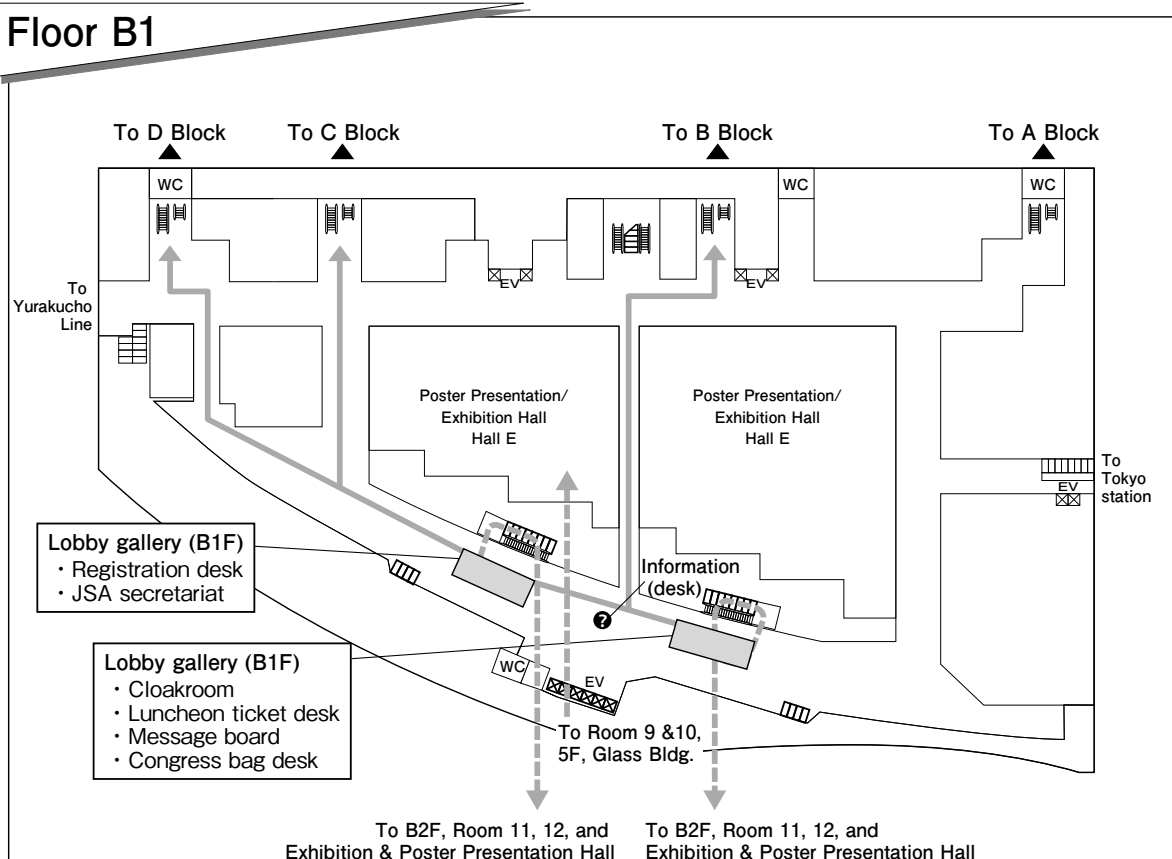 Floor B1
To D Block
To C Block
To B Block
To A Block
WC
WC
WC
EV
EV
To
Yurakucho
Line
Poster Presentation/
Exhibition Hall
Hall E
Poster Presentation/
Exhibition Hall
Hall E
To
Tokyo
station
EV
Lobby gallery (B1F)
・Registration desk
・JSA secretariat
Information
(desk)
?
Lobby gallery (B1F)
・Cloakroom
・Luncheon ticket desk
・Message board
・Congress bag desk
WC
EV
To Room 9 &10,
5F, Glass Bldg.
To B2F, Room 11, 12, and
Exhibition & Poster Presentation Hall
To B2F, Room 11, 12, and
Exhibition & Poster Presentation Hall